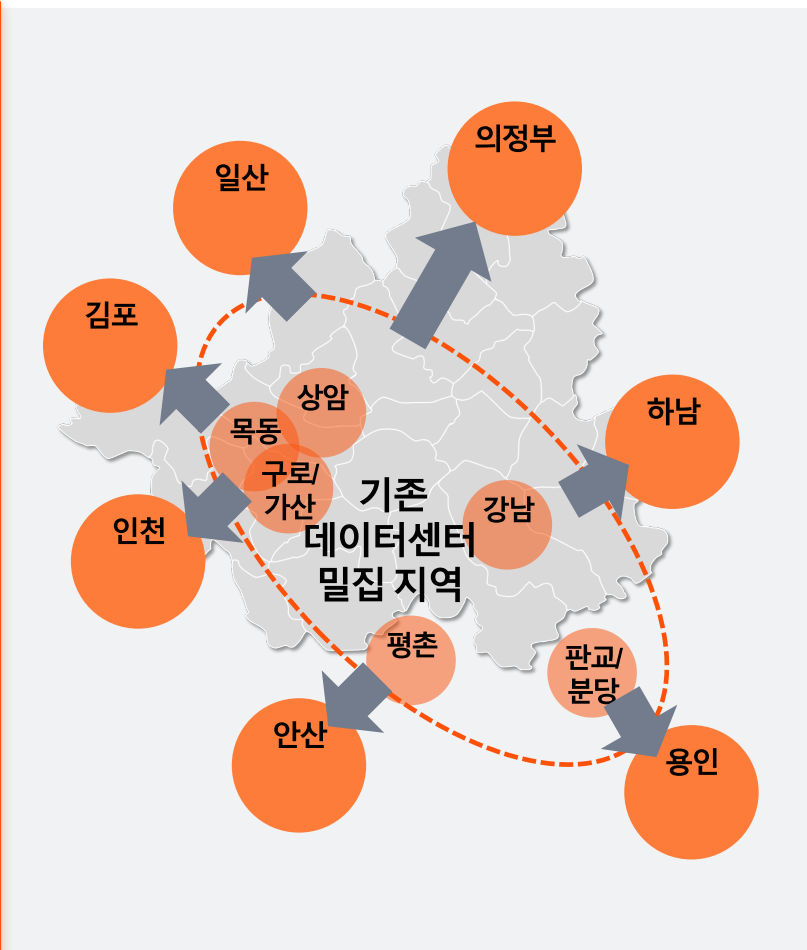 의정부
일산
김포
하남
상암
목동
구로/
가산
기존
데이터센터
밀집 지역
강남
인천
평촌
판교/
분당
안산
용인